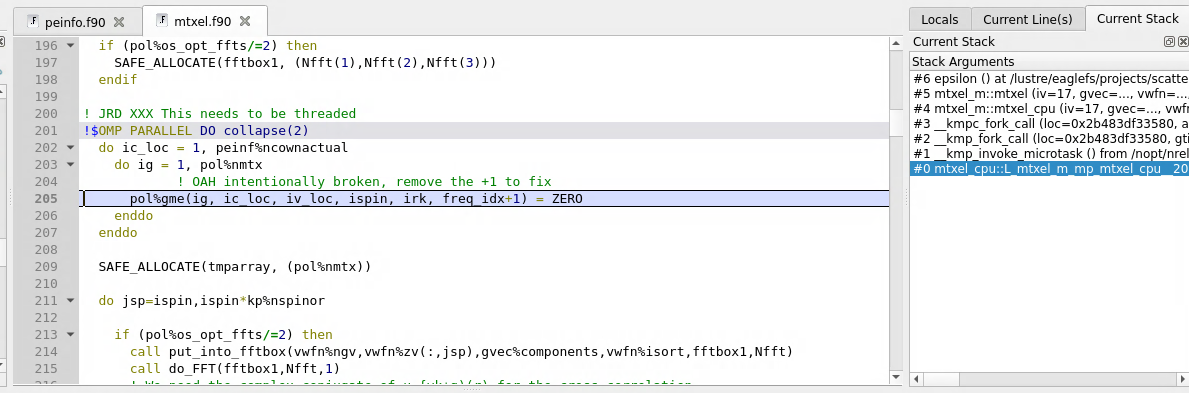 peinfo.f90
mtxel.f90
196 if (pol%os_opt_ffts/=2) then
197 SAFE_ALLOCATE(fftbox1, (Nfft(1),Nfft(2),Nfft(3)))
198 endif
199
200 ! JRD XXX This needs to be threaded
201 !$OMP PARALLEL DO collapse(2)
202 do ic_loc = 1, peinf%ncownactual
203 do ig = 1, pol%nmtx
204 ! OAH intentionally broken, remove the +1 to fix
205 pol%gme(ig, ic_loc, iv_loc, ispin, irk, freq_idx+1) = ZERO
206 enddo
207 enddo
208
209 SAFE_ALLOCATE(tmparray, (pol%nmtx))
210
211 do jsp=ispin,ispin*kp%nspinor
212
213 if (pol%os_opt_ffts/=2) then
214 call put_into_fftbox(vwfn%ngv,vwfn%zv(:,jsp),gvec%components,vwfn%isort,fftbox1,Nfft)
215 call do_FFT(fftbox1,Nfft,1)
Locals
Current Line(s)
Current Stack
Current Stack
Stack Arguments
#6 epsilon () at /lustre/eaglefs/projects/scatte
#5 mtxel_m::mtxel (iv=17, gvec=..., vwfn=...
#4 mtxel_m::mtxel_cpu (iv=17, gvec=..., vwfn
#3 __kmpc_fork_call (loc=0x2b483df33580, a
#2 __kmp_fork_call (loc=0x2b483df33580, gti
#1 __kmp_invoke_microtask () from /nopt/nrel
#0 mtxel_cpu::L_mtxel_m_mp_mtxel_cpu__20